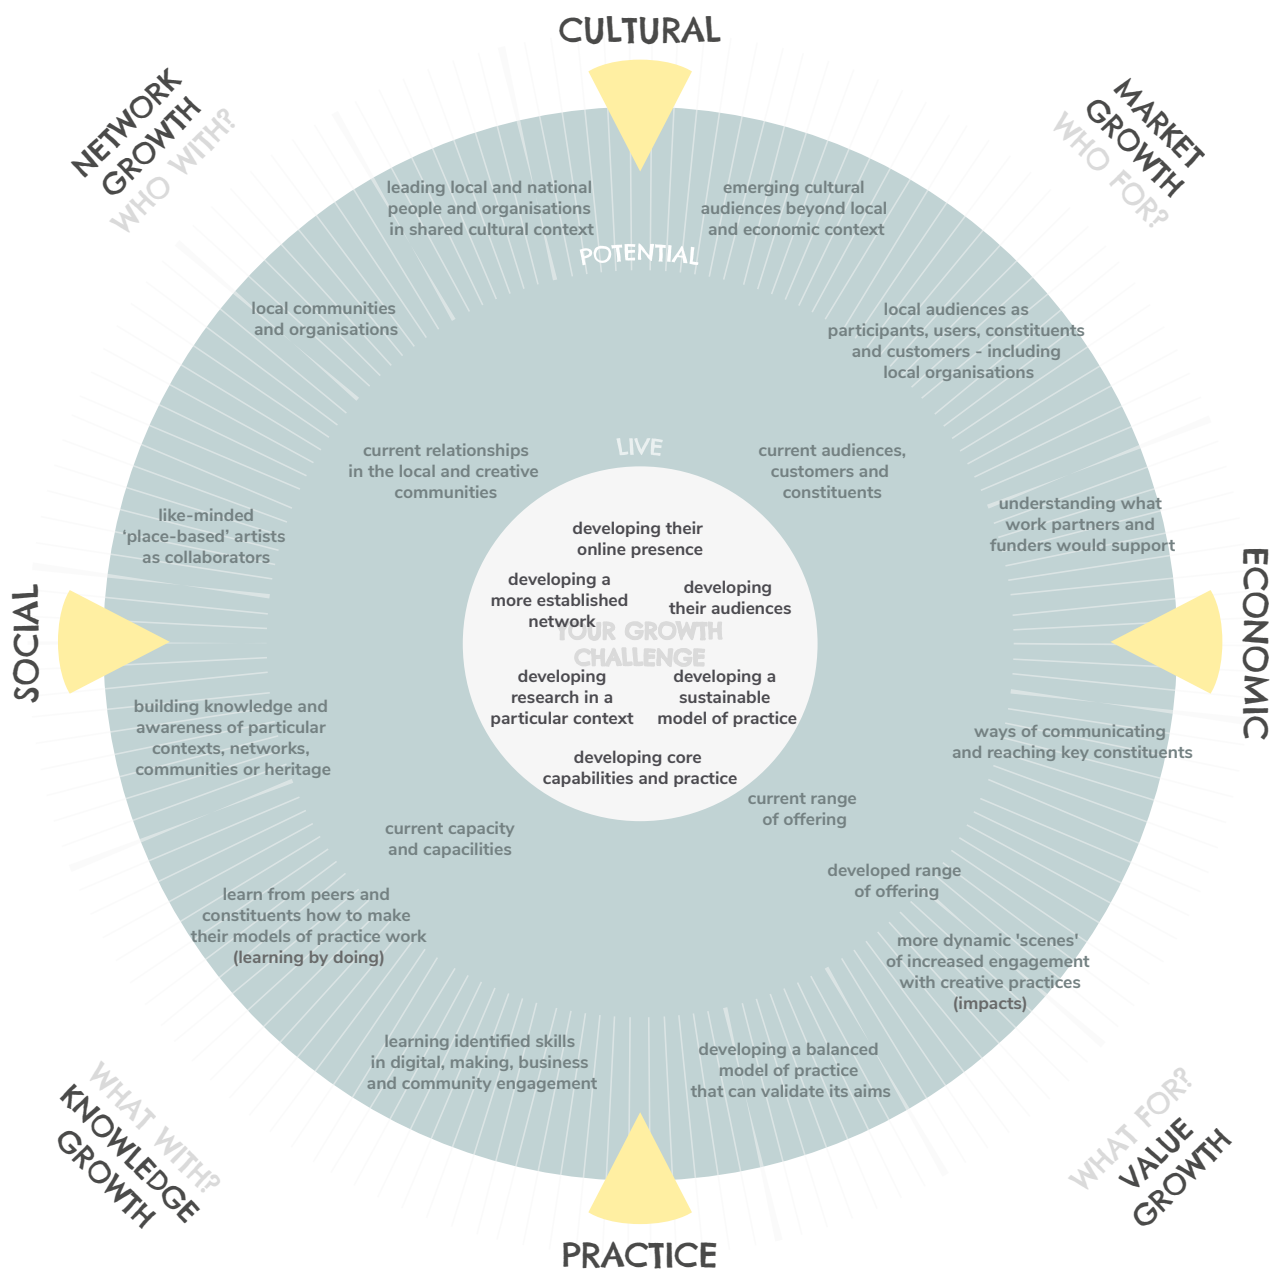 CULTURAL
NETWORK
GROWTH
WHO WITH?
MARKET
GROWTH
WHO FOR?
leading local and national
people and organisations
in shared cultural context
emerging cultural
audiences beyond local
and economic context
POTENTIAL
local communities
and organisations
local audiences as
participants, users, constituents
and customers - including
local organisations
LIVE
current relationships
in the local and creative
communities
current audiences,
customers and
constituents
like-minded
‘place-based’ artists
as collaborators
understanding what
work partners and
funders would support
developing their
online presence
developing a
more established
network
developing
their audiences
YOUR GROWTH
CHALLENGE
SOCIAL
ECONOMIC
developing
research in a
particular context
developing a
sustainable
model of practice
developing core
capabilities and practice
building knowledge and
awareness of particular
contexts, networks,
communities or heritage
ways of communicating
and reaching key constituents
current range
of offering
current capacity
and capacilities
developed range
of offering
learn from peers and
constituents how to make
their models of practice work
(learning by doing)
more dynamic 'scenes'
of increased engagement
with creative practices
(impacts)
learning identified skills
in digital, making, business
and community engagement
developing a balanced
model of practice
that can validate its aims
WHAT WITH?
KNOWLEDGE
GROWTH
WHAT FOR?
VALUE
GROWTH
PRACTICE